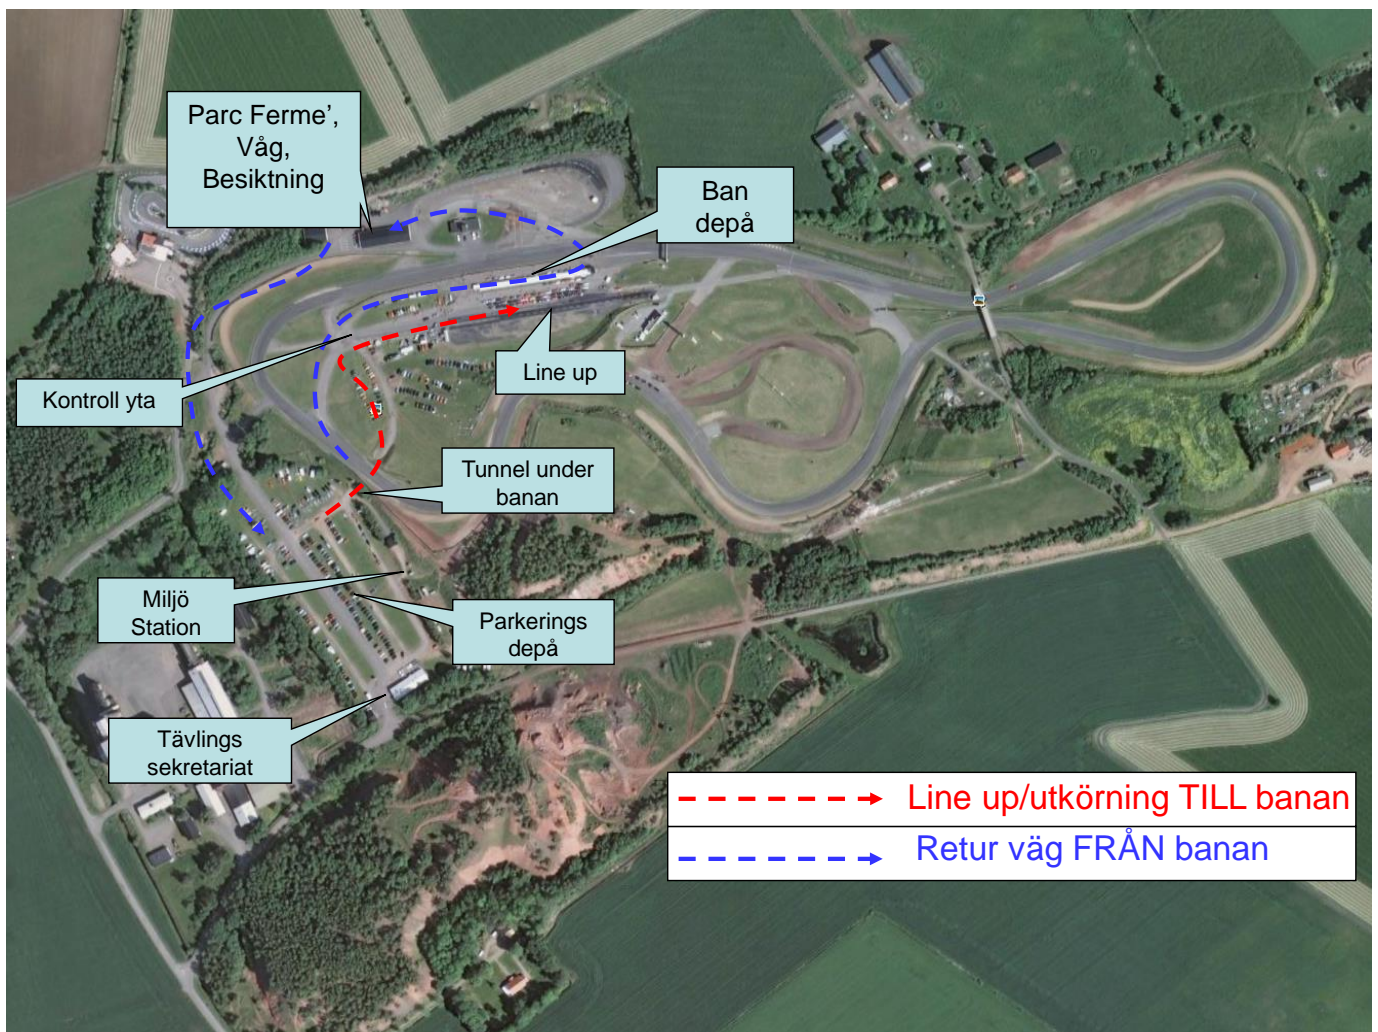 Parc Ferme’,
Våg,
Besiktning
Ban
depå
Line up
Kontroll yta
Tunnel under
banan
Miljö
Station
Parkerings
depå
Tävlings
sekretariat
Line up/utkörning TILL banan
Retur väg FRÅN banan